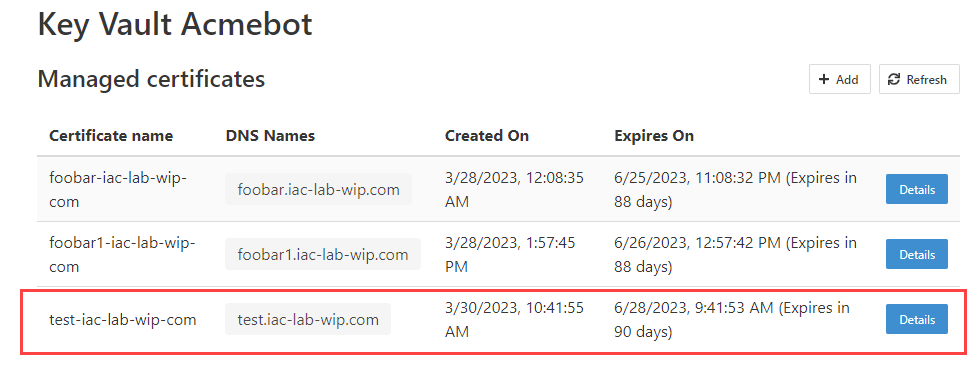 Key Vault Acmebot
Managed certificates
Add
Refresh
Certificate name DNS Names Created On Expires On
foobar-iac-lab-wip- foobar.iac-lab-wip.com 3/28/2023, 12:08:35 6/25/2023, 11:08:32 PM (Expires in Details
com AM 88 days)
foobar1-iac-lab-wip- foobar1.iac-lab-wip.com 3/28/2023, 1:57:45 6/26/2023, 12:57:42 PM (Expires in Details
com PM 88 days)
test-iac-lab-wip-com test.iac-lab-wip.com 3/30/2023, 10:41:55 6/28/2023, 9:41:53 AM (Expires in Details
AM 90 days)